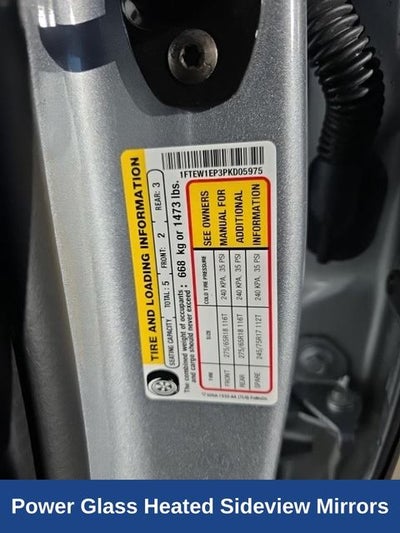 1FTEW1EP3PKD05975
TIRE AND LOADING INFORMATION
SEATING CAPACITY TOTAL: 5 FRONT: 2 REAR: 3
The combined weight of occupants
and cargo should never exceed : 668 kg or 1473 lbs.
TIRE SIZE COLD TIRE PRESSURE
FRONT 275/65R18 116T 240 KPA, 35 PSI
REAR 275/65R18 116T 240 KPA, 35 PSI
SPARE 245/75R17 112T 240 KPA, 35 PSI
SEE OWNERS
MANUAL FOR
ADDITIONAL
INFORMATION
Power Glass Heated Sideview Mirrors